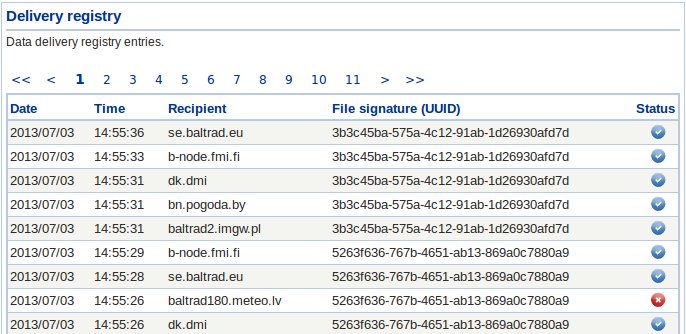 Delivery registry
Data delivery registry entries.
<< < 1 2 3 4 5 6 7 8 9 10 11 > >>
Date Time Recipient File signature (UUID) Status
2013/07/03 14:55:36 se.baltrad.eu 3b3c45ba-575a-4c12-91ab-1d26930afd7d
2013/07/03 14:55:33 b-node.fmi.fi 3b3c45ba-575a-4c12-91ab-1d26930afd7d
2013/07/03 14:55:31 dk.dmi 3b3c45ba-575a-4c12-91ab-1d26930afd7d
2013/07/03 14:55:31 bn.pogoda.by 3b3c45ba-575a-4c12-91ab-1d26930afd7d
2013/07/03 14:55:31 baltrad2.imgw.pl 3b3c45ba-575a-4c12-91ab-1d26930afd7d
2013/07/03 14:55:29 b-node.fmi.fi 5263f636-767b-4651-ab13-869a0c7880a9
2013/07/03 14:55:28 se.baltrad.eu 5263f636-767b-4651-ab13-869a0c7880a9
2013/07/03 14:55:26 baltrad180.meteo.lv 5263f636-767b-4651-ab13-869a0c7880a9
2013/07/03 14:55:26 dk.dmi 5263f636-767b-4651-ab13-869a0c7880a9